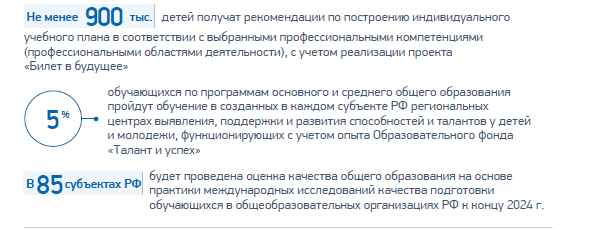 Не менее 900 тыс. детей получат рекомендации по построению индивидуального
учебного плана в соответствии с выбранными профессиональными компетенциями
(профессиональными областями деятельности), с учетом реализации проекта
«Билет в будущее»
обучающихся по программам основного и среднего общего образования
пройдут обучение в созданных в каждом субъекте РФ региональных
5 % центрах выявления, поддержки и развития способностей и талантов у детей
и молодежи, функционирующих с учетом опыта Образовательного фонда
«Талант и успех»
В 85 субъектах РФ будет проведена оценка качества общего образования на основе
практики международных исследований качества подготовки
обучающихся в общеобразовательных организациях РФ к концу 2024 г.